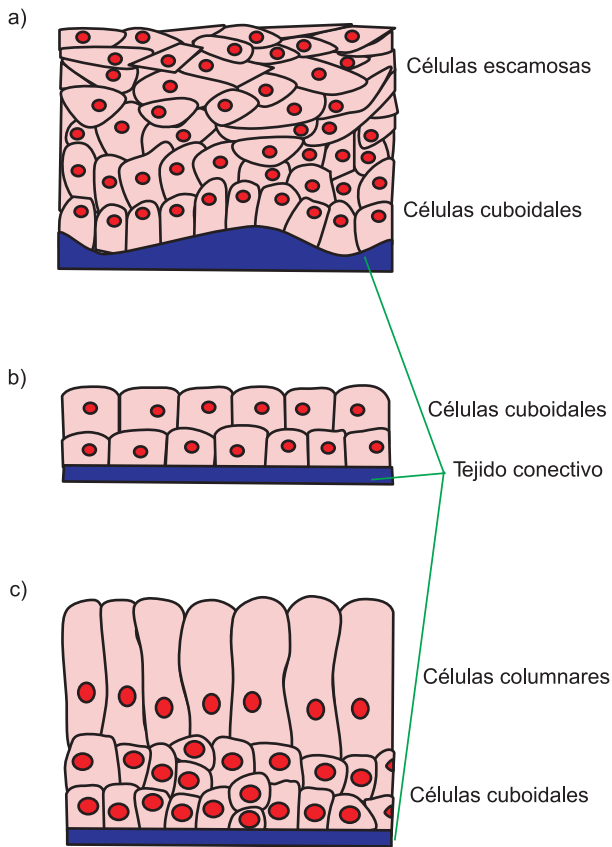 a)
Células escamosas
Células cuboidales
b)
Células cuboidales
Tejido conectivo
c)
Células columnares
Células cuboidales